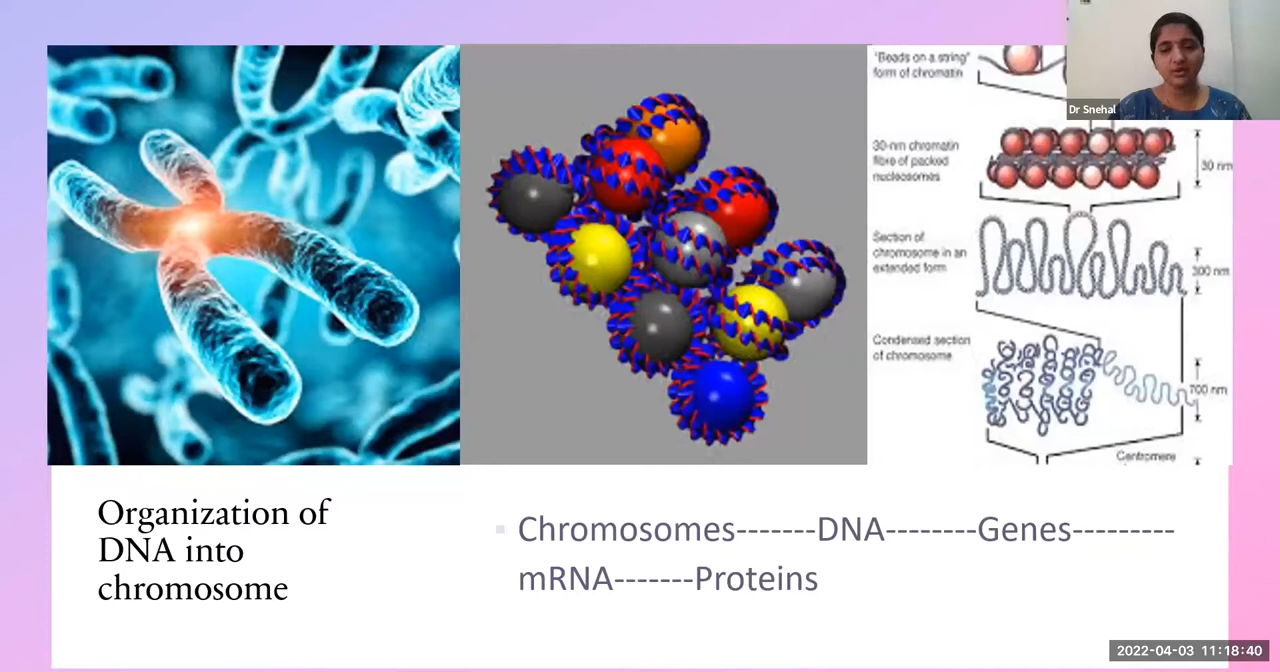 "Beads on a string"
form of chromatin
Dr Snehal
30-nm chromatin
fibre of packed
nucleosomes
30 nm
Section of
chromosome in an
extended form
300 nm
Condensed section
of chromosome
700 nm
Centromere
Organization of
DNA into
chromosome
Chromosomes-------DNA--------Genes---------
mRNA-------Proteins
2022-04-03 11:18:40